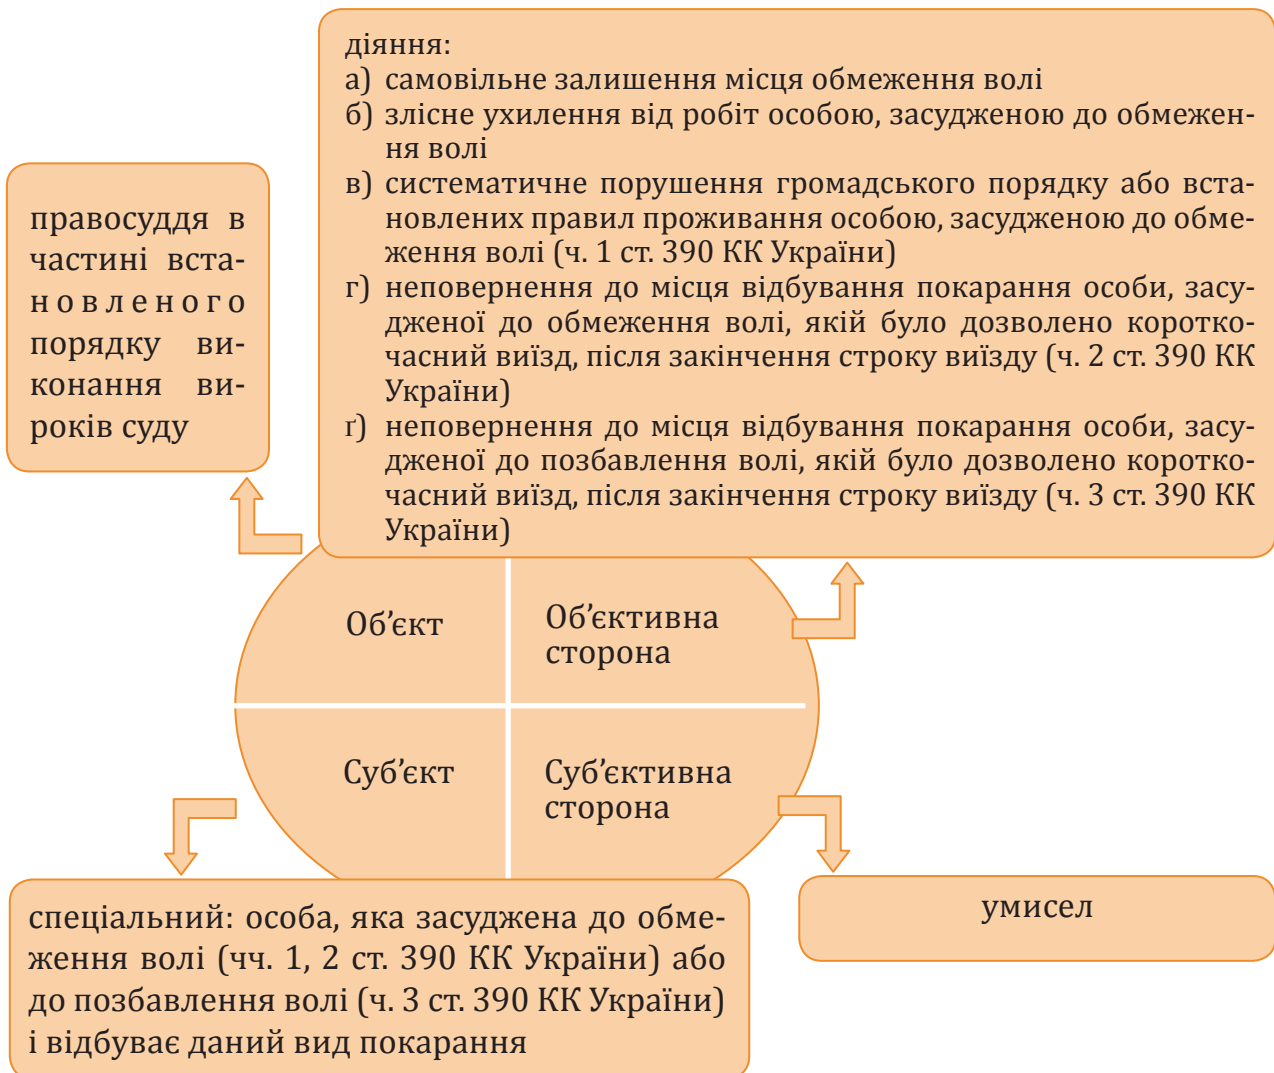 діяння:
а) самовільне залишення місця обмеження волі
б) злісне ухилення від робіт особою, засудженою до обмежен-
ня волі
в) систематичне порушення громадського порядку або вста-
новлених правил проживання особою, засудженою до обме-
ження волі (ч. 1 ст. 390 КК України)
г) неповернення до місця відбування покарання особи, засу-
дженої до обмеження волі, якій було дозволено коротко-
часний виїзд, після закінчення строку виїзду (ч. 2 ст. 390 КК
України)
ґ) неповернення до місця відбування покарання особи, засу-
дженої до позбавлення волі, якій було дозволено коротко-
часний виїзд, після закінчення строку виїзду (ч. 3 ст. 390 КК
України)
правосуддя в
частині вста-
новленого
порядку ви-
конання ви-
років суду
Об’єкт
Об’єктивна
сторона
Суб’єкт
Суб’єктивна
сторона
спеціальний: особа, яка засуджена до обме-
ження волі (чч. 1, 2 ст. 390 КК України) або
до позбавлення волі (ч. 3 ст. 390 КК України)
і відбуває даний вид покарання
умисел